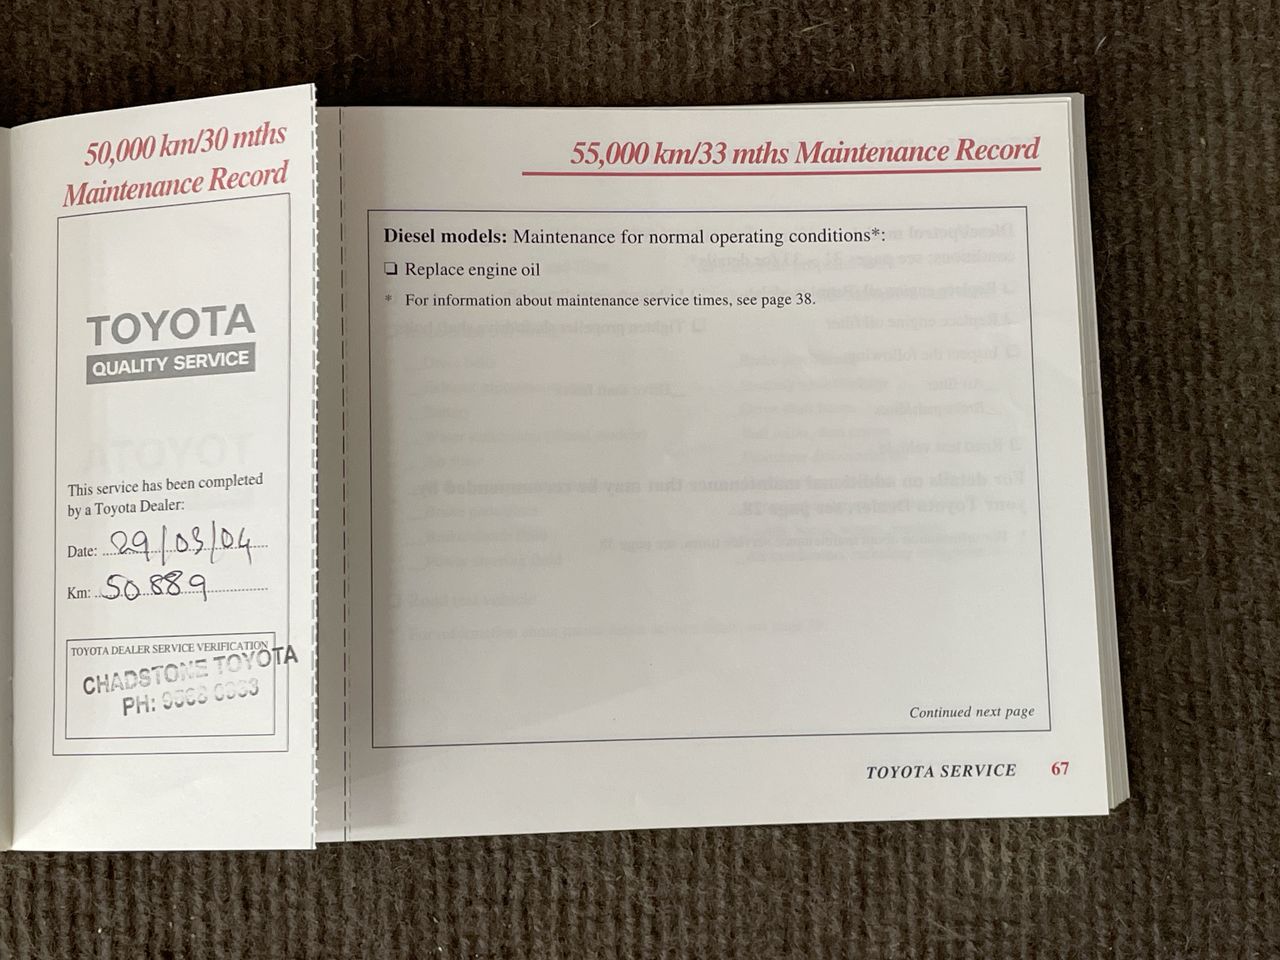 50,000 km/30 mths
Maintenance Record
TOYOTA
QUALITY SERVICE
This service has been completed
by a Toyota Dealer:
Date: 29/03/04
Km: 50889
TOYOTA DEALER SERVICE VERIFICATION
CHADSTONE TOYOTA
PH:
55,000 km/33 mths Maintenance Record
Diesel models: Maintenance for normal operating conditions*:
❏ Replace engine oil
* For information about maintenance service times, see page 38.
Continued next page
TOYOTA SERVICE 67